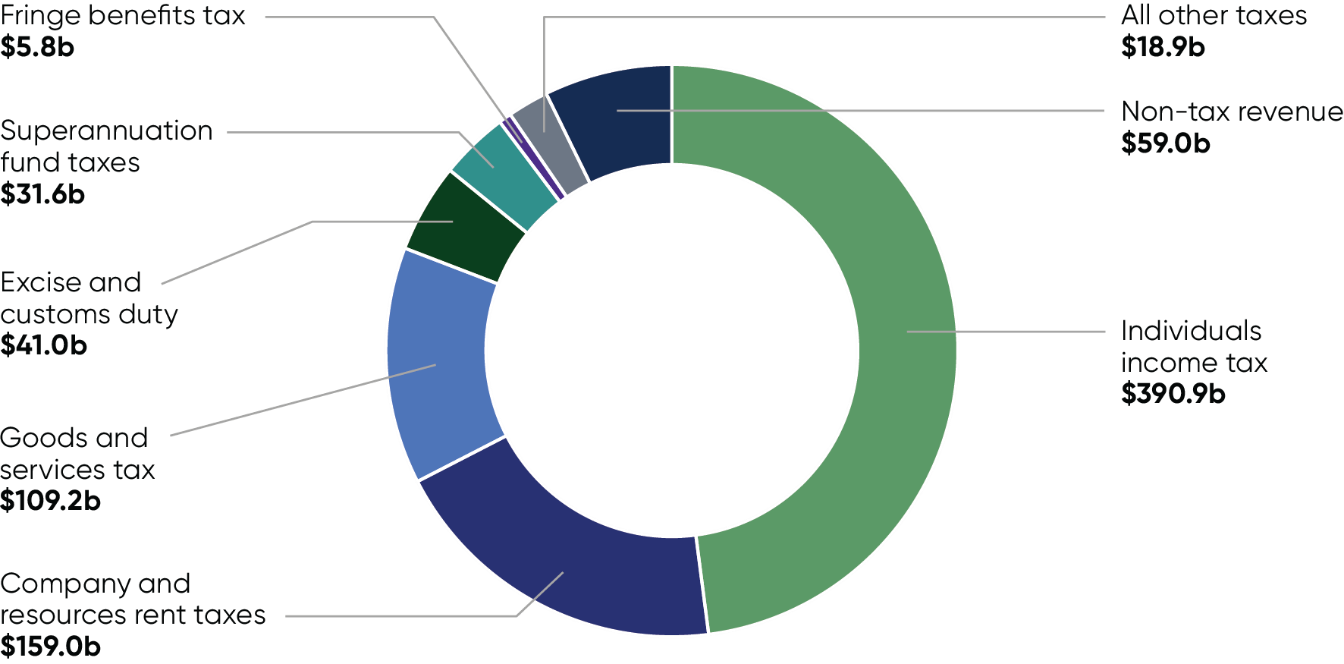 Fringe benefits tax
$5.8b
Superannuation
fund taxes
$31.6b
Excise and
customs duty
$41.0b
Goods and
services tax
$109.2b
Company and
resources rent taxes
$159.0b
All other taxes
$18.9b
Non-tax revenue
$59.0b
Individuals
income tax
$390.9b